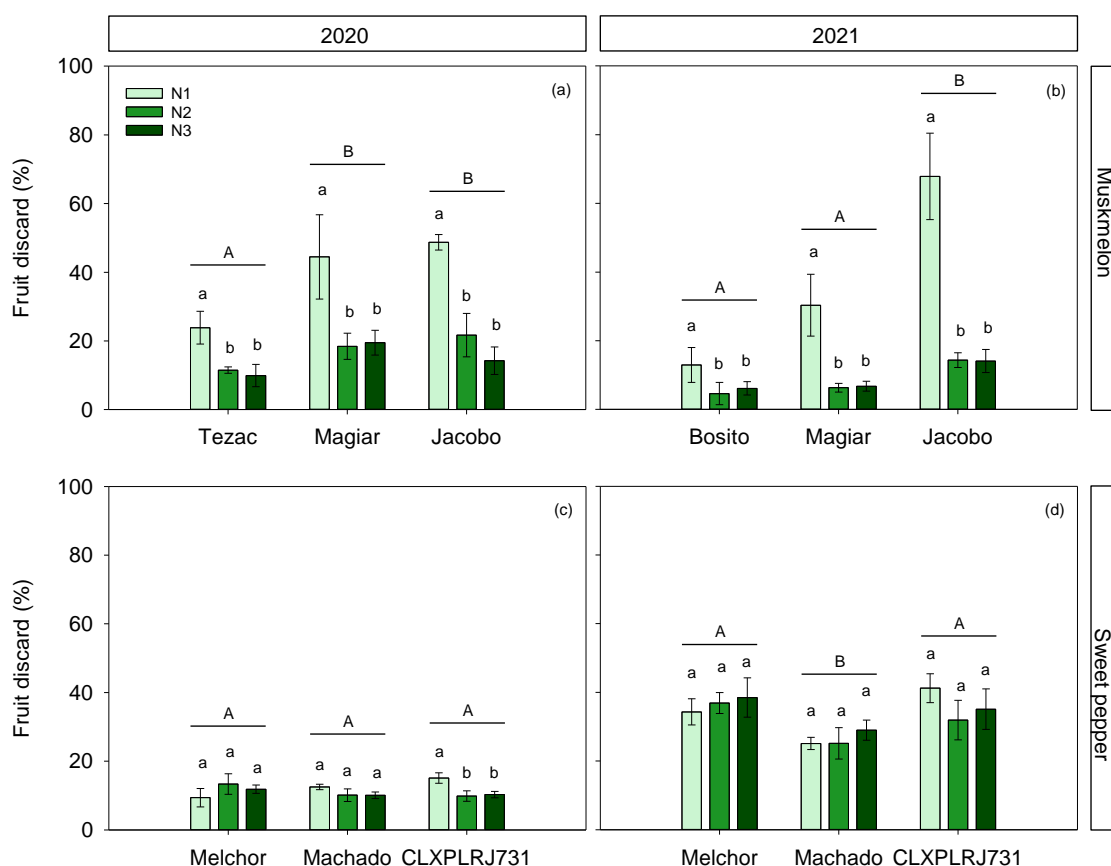 2020
2021
100
80
60
40
20
0
Fruit discard (%)
N1
N2
N3
(a)
A
a
b
b
B
a
b
b
B
a
b
b
Tezac
Magiar
Jacobo
(b)
A
a
b
b
A
a
b
b
B
a
b
b
Bosito
Magiar
Jacobo
Muskmelon
100
80
60
40
20
0
Fruit discard (%)
(c)
A
a
a
a
A
a
a
a
A
a
b
b
Melchor
Machado
CLXPLRJ731
(d)
A
a
a
a
B
a
a
a
A
a
a
a
Melchor
Machado
CLXPLRJ731
Sweet pepper